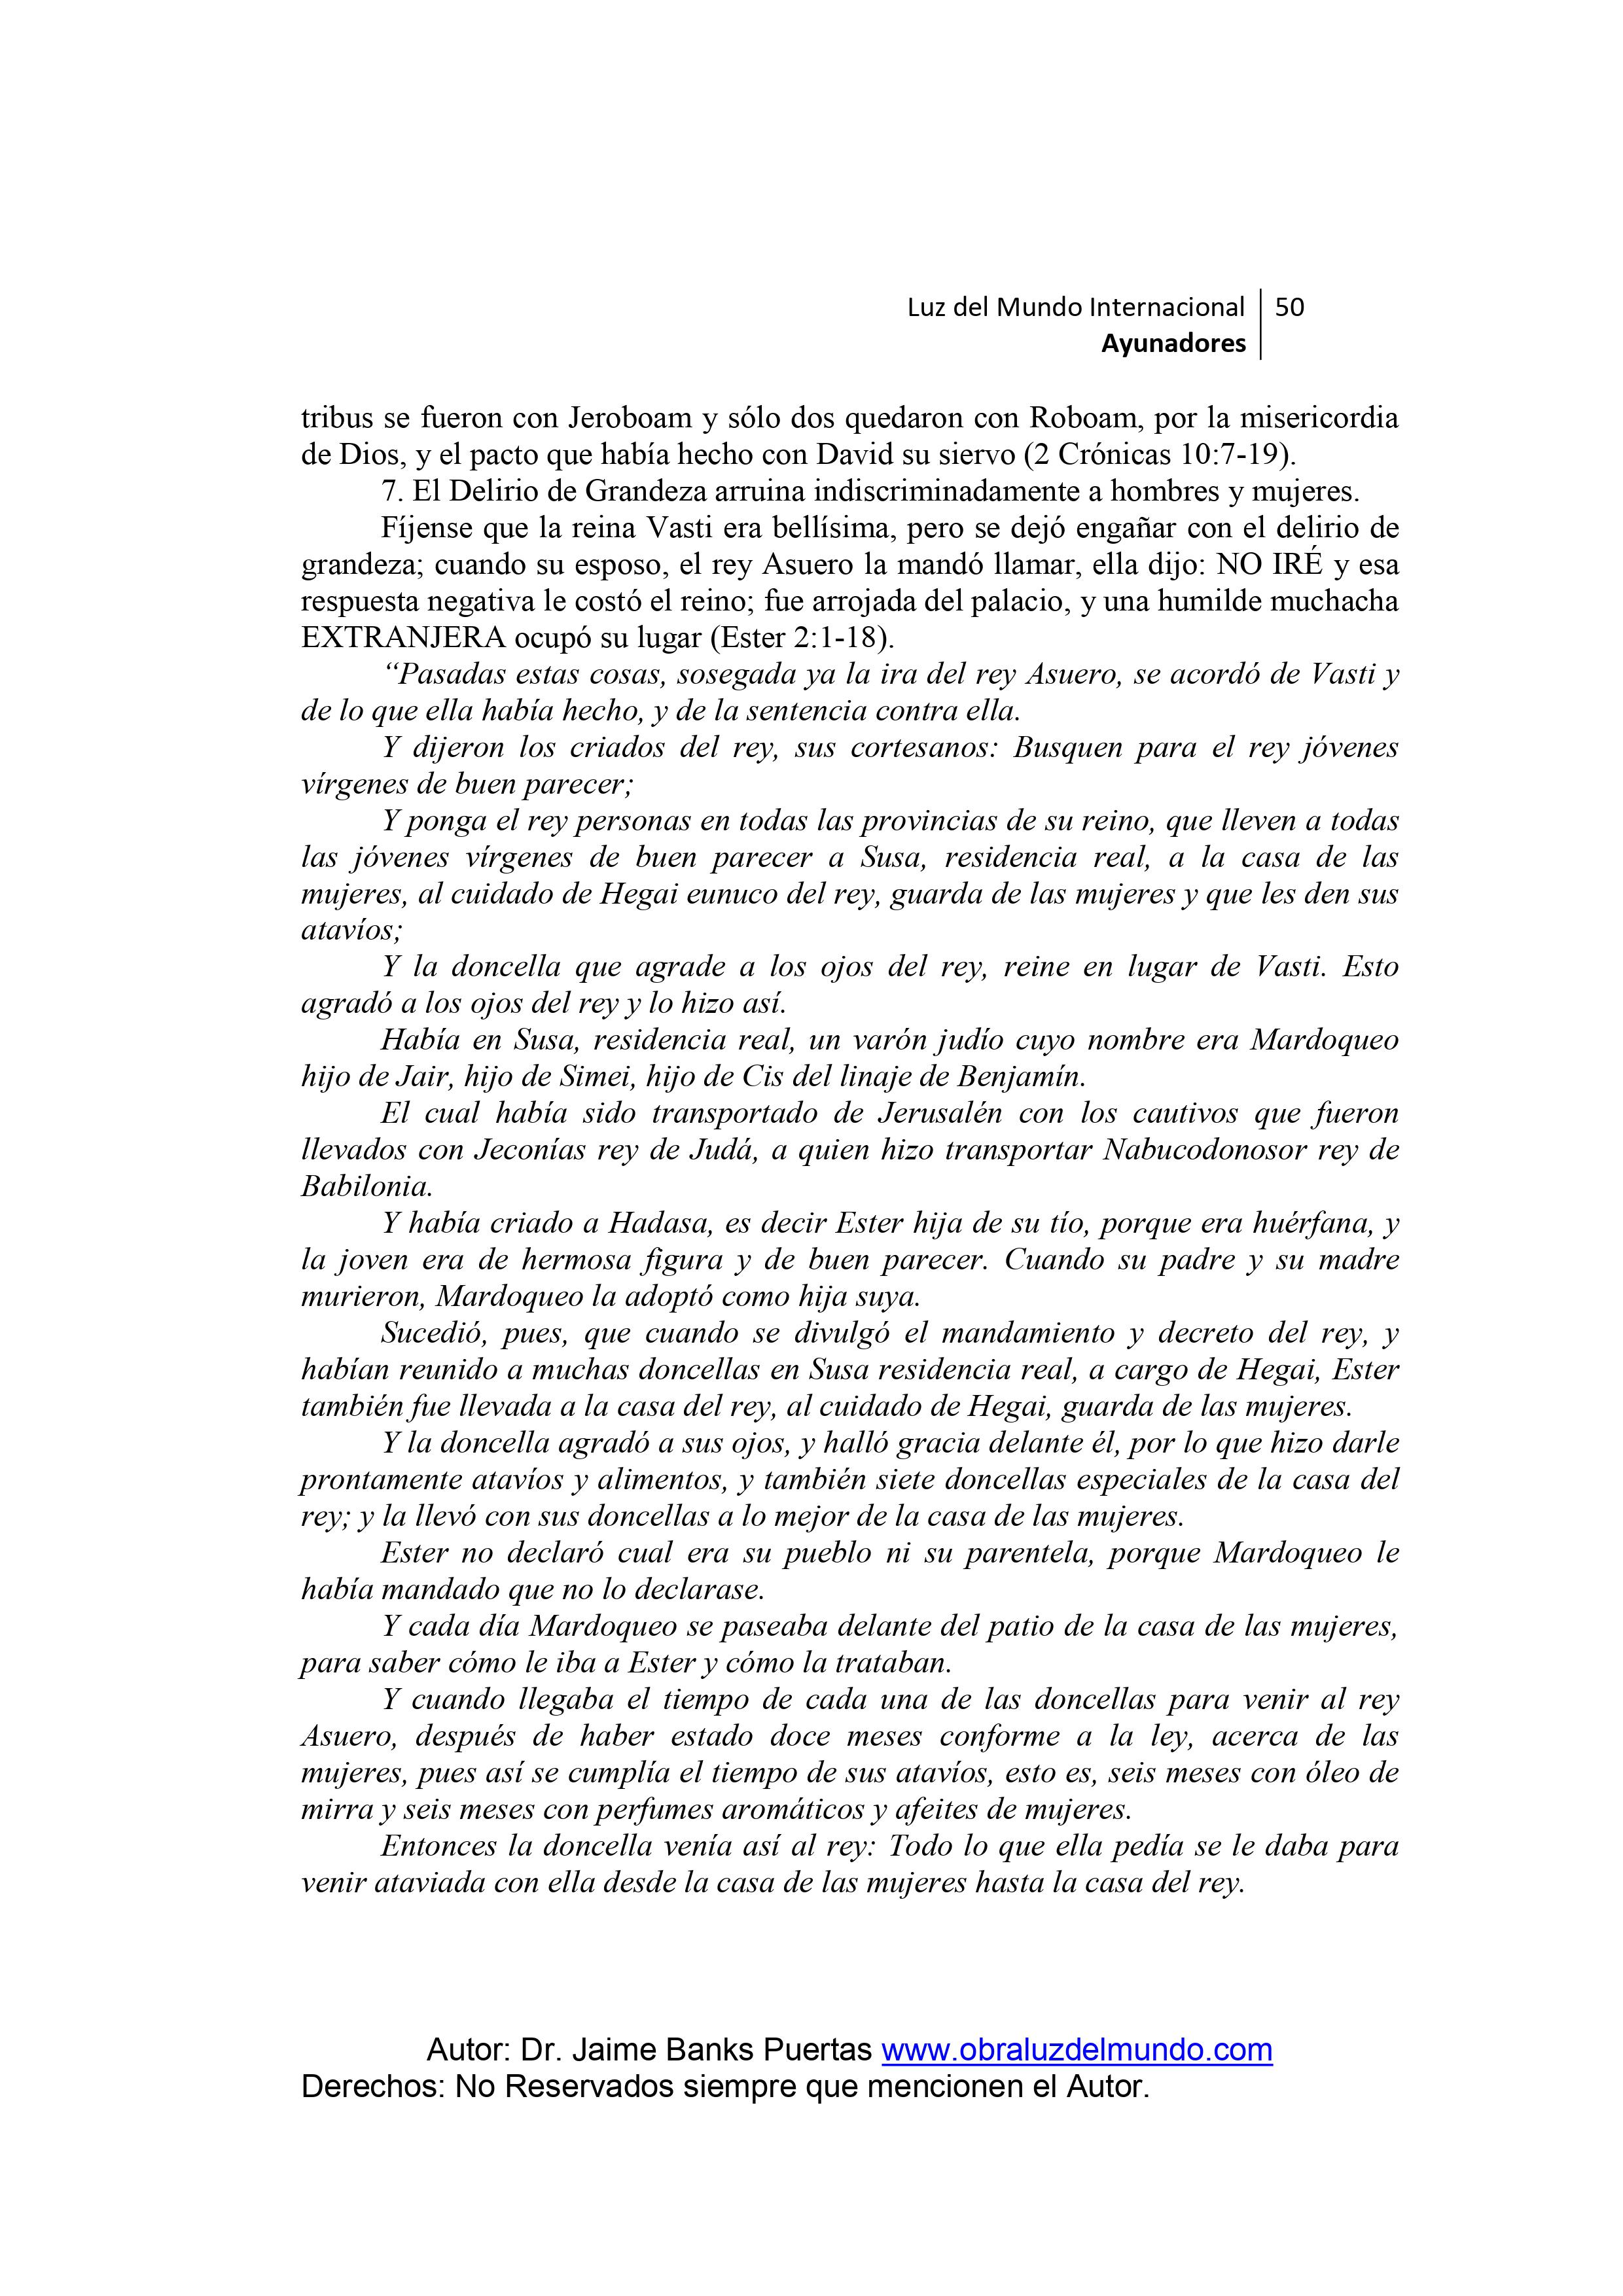 Luz del Mundo Internacional 50
Ayunadores
tribus se fueron con Jeroboam y sólo dos quedaron con Roboam, por la misericordia
de Dios, y el pacto que había hecho con David su siervo (2 Crónicas 10:7-19).
7. El Delirio de Grandeza arruina indiscriminadamente a hombres y mujeres.
Fíjense que la reina Vasti era bellísima, pero se dejó engañar con el delirio de
grandeza; cuando su esposo, el rey Asuero la mandó llamar, ella dijo: NO IRÉ y esa
respuesta negativa le costó el reino; fue arrojada del palacio, y una humilde muchacha
EXTRANJERA ocupó su lugar (Ester 2:1-18).
“Pasadas estas cosas, sosegada ya la ira del rey Asuero, se acordó de Vasti y
de lo que ella había hecho, y de la sentencia contra ella.
Y dijeron los criados del rey, sus cortesanos: Busquen para el rey jóvenes
vírgenes de buen parecer;
Y ponga el rey personas en todas las provincias de su reino, que lleven a todas
las jóvenes vírgenes de buen parecer a Susa, residencia real, a la casa de las
mujeres, al cuidado de Hegai eunuco del rey, guarda de las mujeres y que les den sus
atavíos;
Y la doncella que agrade a los ojos del rey, reine en lugar de Vasti. Esto
agradó a los ojos del rey y lo hizo así.
Había en Susa, residencia real, un varón judío cuyo nombre era Mardoqueo
hijo de Jair, hijo de Simei, hijo de Cis del linaje de Benjamín.
El cual había sido transportado de Jerusalén con los cautivos que fueron
llevados con Jeconías rey de Judá, a quien hizo transportar Nabucodonosor rey de
Babilonia.
Y había criado a Hadasa, es decir Ester hija de su tío, porque era huérfana, y
la joven era de hermosa figura y de buen parecer. Cuando su padre y su madre
murieron, Mardoqueo la adoptó como hija suya.
Sucedió, pues, que cuando se divulgó el mandamiento y decreto del rey, y
habían reunido a muchas doncellas en Susa residencia real, a cargo de Hegai, Ester
también fue llevada a la casa del rey, al cuidado de Hegai, guarda de las mujeres.
Y la doncella agradó a sus ojos, y halló gracia delante él, por lo que hizo darle
prontamente atavíos y alimentos, y también siete doncellas especiales de la casa del
rey; y la llevó con sus doncellas a lo mejor de la casa de las mujeres.
Ester no declaró cual era su pueblo ni su parentela, porque Mardoqueo le
había mandado que no lo declarase.
Y cada día Mardoqueo se paseaba delante del patio de la casa de las mujeres,
para saber cómo le iba a Ester y cómo la trataban.
Y cuando llegaba el tiempo de cada una de las doncellas para venir al rey
Asuero, después de haber estado doce meses conforme a la ley, acerca de las
mujeres, pues así se cumplía el tiempo de sus atavíos, esto es, seis meses con óleo de
mirra y seis meses con perfumes aromáticos y afeites de mujeres.
Entonces la doncella venía así al rey: Todo lo que ella pedía se le daba para
venir ataviada con ella desde la casa de las mujeres hasta la casa del rey.
Autor: Dr. Jaime Banks Puertas www.obraluzdelmundo.com
Derechos: No Reservados siempre que mencionen el Autor.